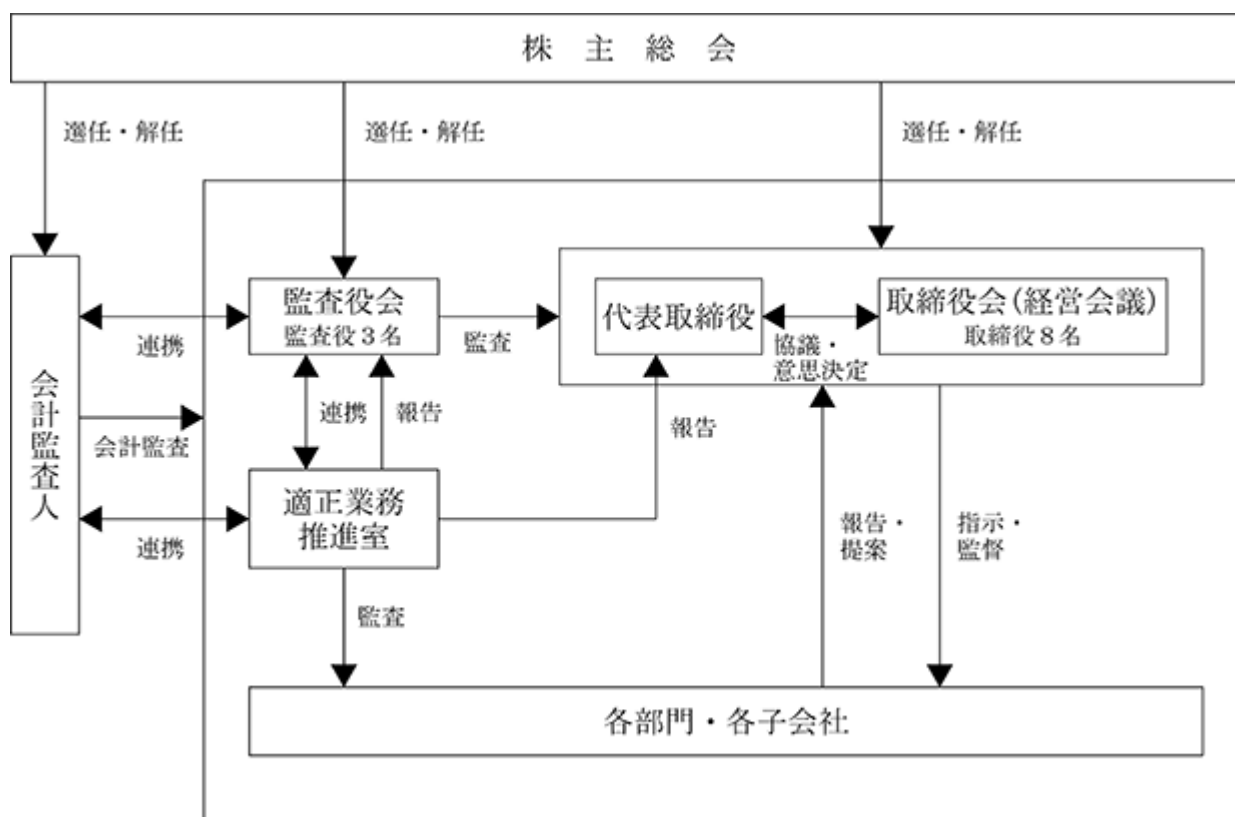 株主総会
選任・解任
選任・解任
選任・解任
監査役会
監査役3名
代表取締役
取締役会(経営会議)
取締役8名
連携
監査
協議・
意思決定
会計監査人
連携
報告
報告
会計監査
適正業務
推進室
連携
報告・
提案
指示・
監督
監査
各部門・各子会社